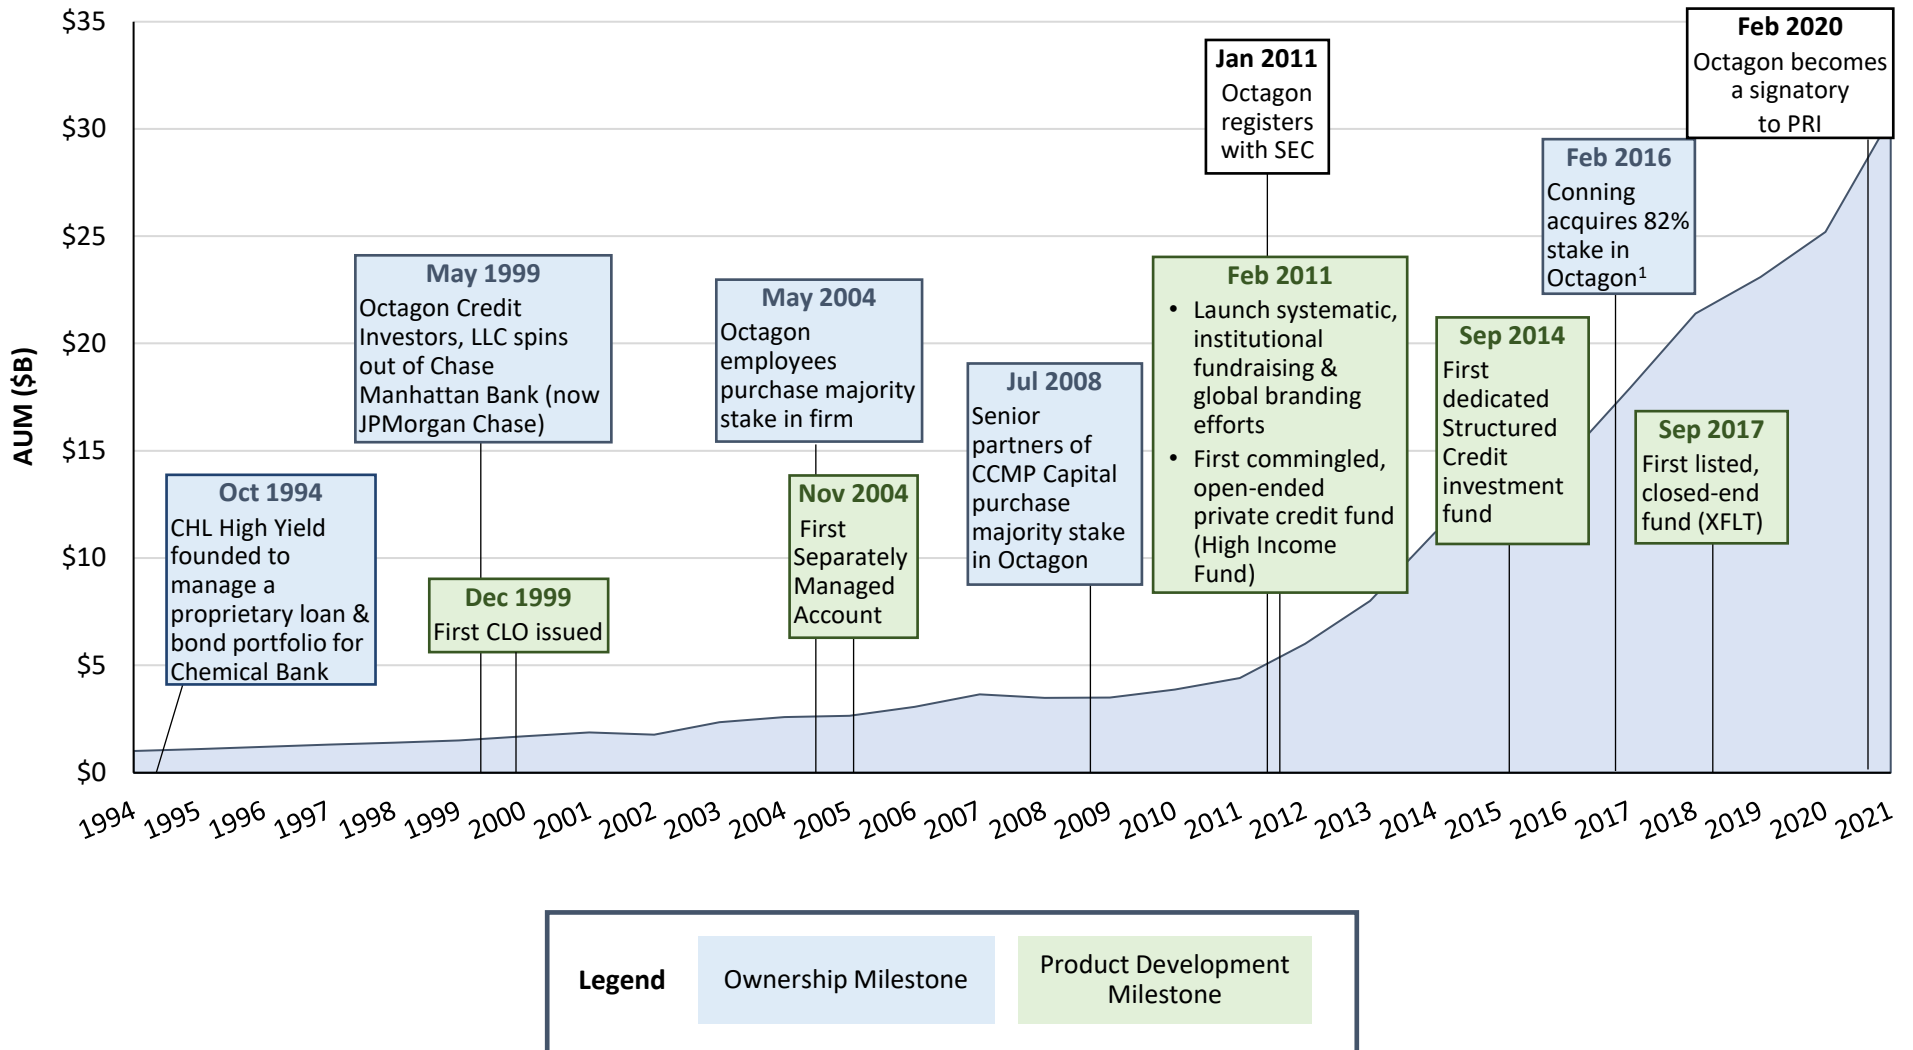 AUM ($B)
$35
$30
$25
$20
$15
$10
$5
$0
Oct 1994
CHL High Yield
founded to
manage a
proprietary loan &
bond portfolio for
Chemical Bank
May 1999
Octagon Credit
Investors, LLC spins
out of Chase
Manhattan Bank (now
JPMorgan Chase)
Dec 1999
First CLO issued
May 2004
Octagon
employees
purchase majority
stake in firm
Nov 2004
First
Separately
Managed
Account
Jul 2008
Senior
partners of
CCMP Capital
purchase
majority stake
in Octagon
Jan 2011
Octagon
registers
with SEC
Feb 2011
• Launch systematic,
institutional
fundraising &
global branding
efforts
• First commingled,
open-ended
private credit fund
(High Income
Fund)
Sep 2014
First
dedicated
Structured
Credit
investment
fund
Feb 2016
Conning
acquires 82%
stake in
Octagon¹
Sep 2017
First listed,
closed-end
fund (XFLT)
Feb 2020
Octagon becomes
a signatory
to PRI
1994 1995 1996 1997 1998 1999 2000 2001 2002 2003 2004 2005 2006 2007 2008 2009 2010 2011 2012 2013 2014 2015 2016 2017 2018 2019 2020 2021
Legend
Ownership Milestone
Product Development
Milestone